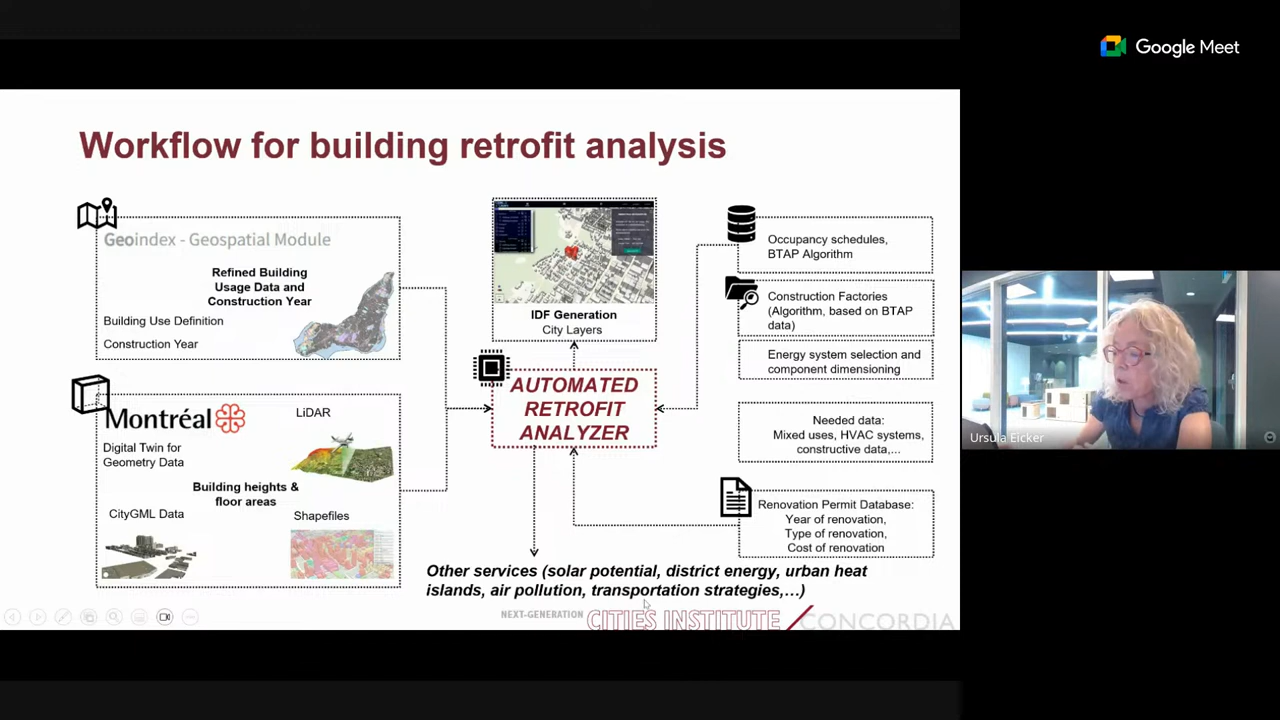 Google Meet
Workflow for building retrofit analysis
Geoindex - Geospatial Module
Refined Building
Usage Data and
Construction Year
Building Use Definition
Construction Year
Montréal
LiDAR
Digital Twin for
Geometry Data
Building heights &
floor areas
CityGML Data
Shapefiles
IDF Generation
City Layers
AUTOMATED
RETROFIT
ANALYZER
Occupancy schedules,
BTAP Algorithm
Construction Factories
(Algorithm, based on BTAP
data)
Energy system selection and
component dimensioning
Needed data:
Mixed uses, HVAC systems,
constructive data,...
Renovation Permit Database:
Year of renovation,
Type of renovation,
Cost of renovation
Other services (solar potential, district energy, urban heat
islands, air pollution, transportation strategies,...)
NEXT-GENERATION
CITIES INSTITUTE
CONCORDIA
Ursula Eicker